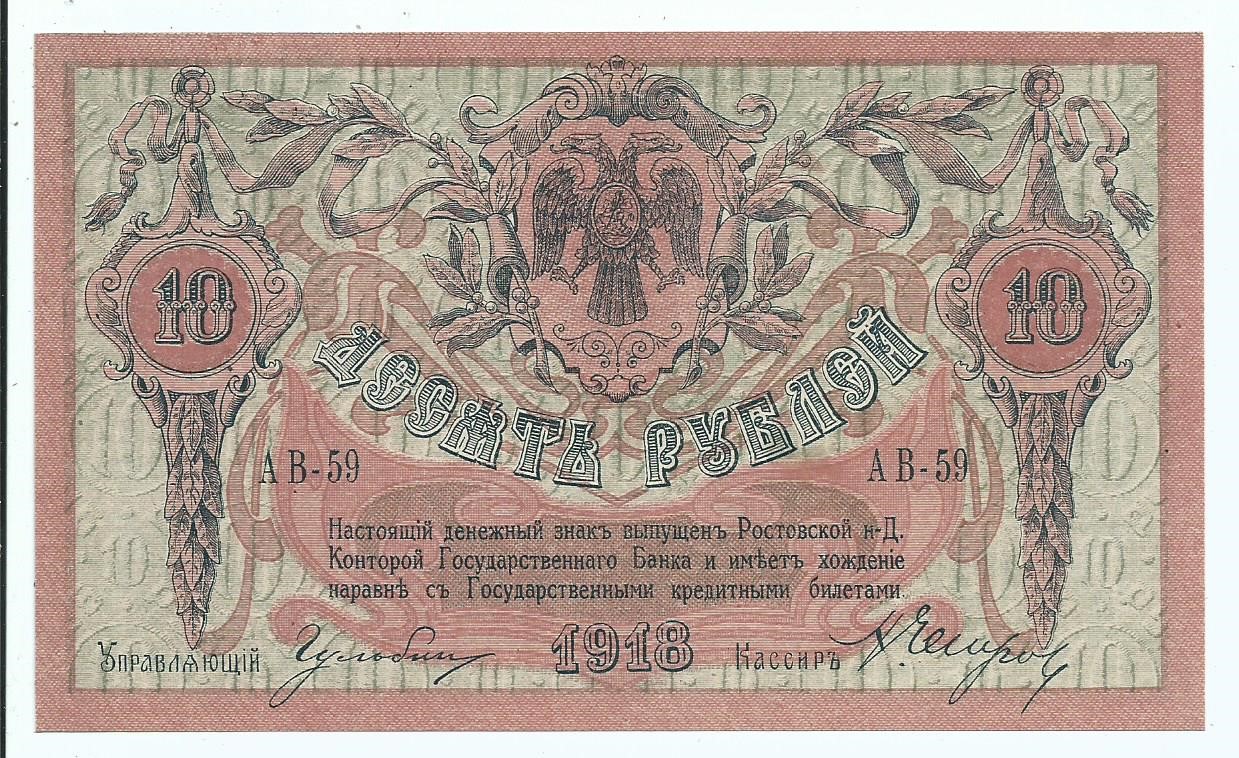 10
10
ДЕСЯТЬ РУБЛЕЙ
АВ-59
АВ-59
Настоящій денежный знакъ выпущенъ Ростовской н-Д.
Конторой Государственнаго Банка и имѣетъ хожденіе
наравнѣ съ Государственными кредитными билетами.
Управляющій
Гульбин
1918
Кассиръ